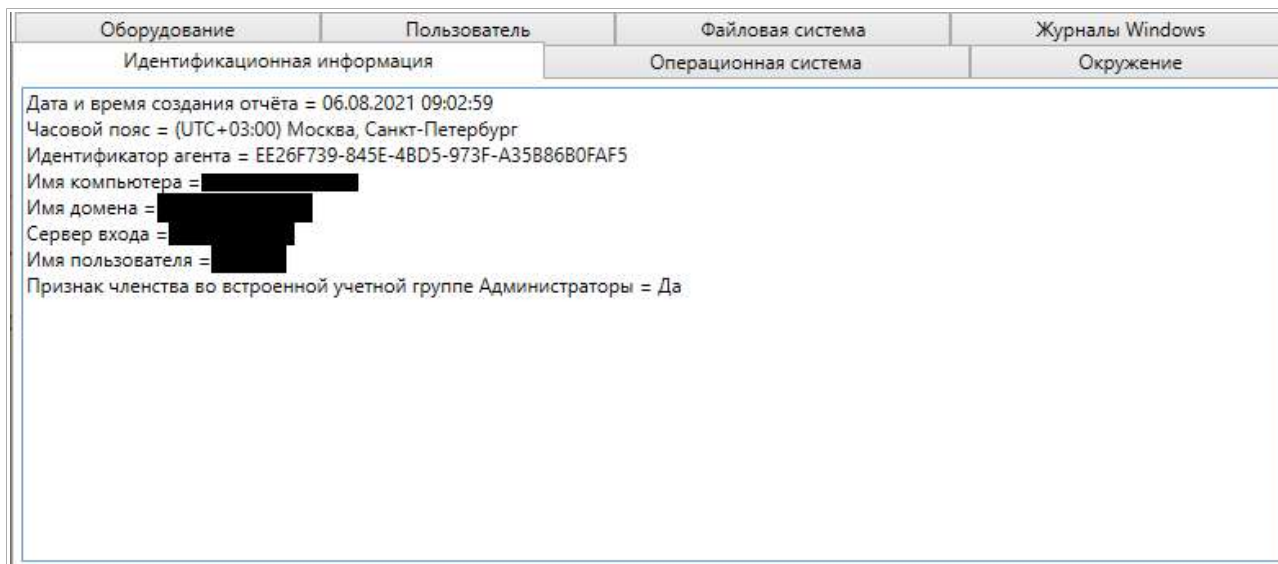 Оборудование Пользователь Файловая система Журналы Windows
Идентификационная информация Операционная система Окружение
Дата и время создания отчёта = 06.08.2021 09:02:59
Часовой пояс = (UTC+03:00) Москва, Санкт-Петербург
Идентификатор агента = EE26F739-845E-4BD5-973F-A35B86B0FAF5
Имя компьютера =
Имя домена =
Сервер входа =
Имя пользователя =
Признак членства во встроенной учетной группе Администраторы = Да